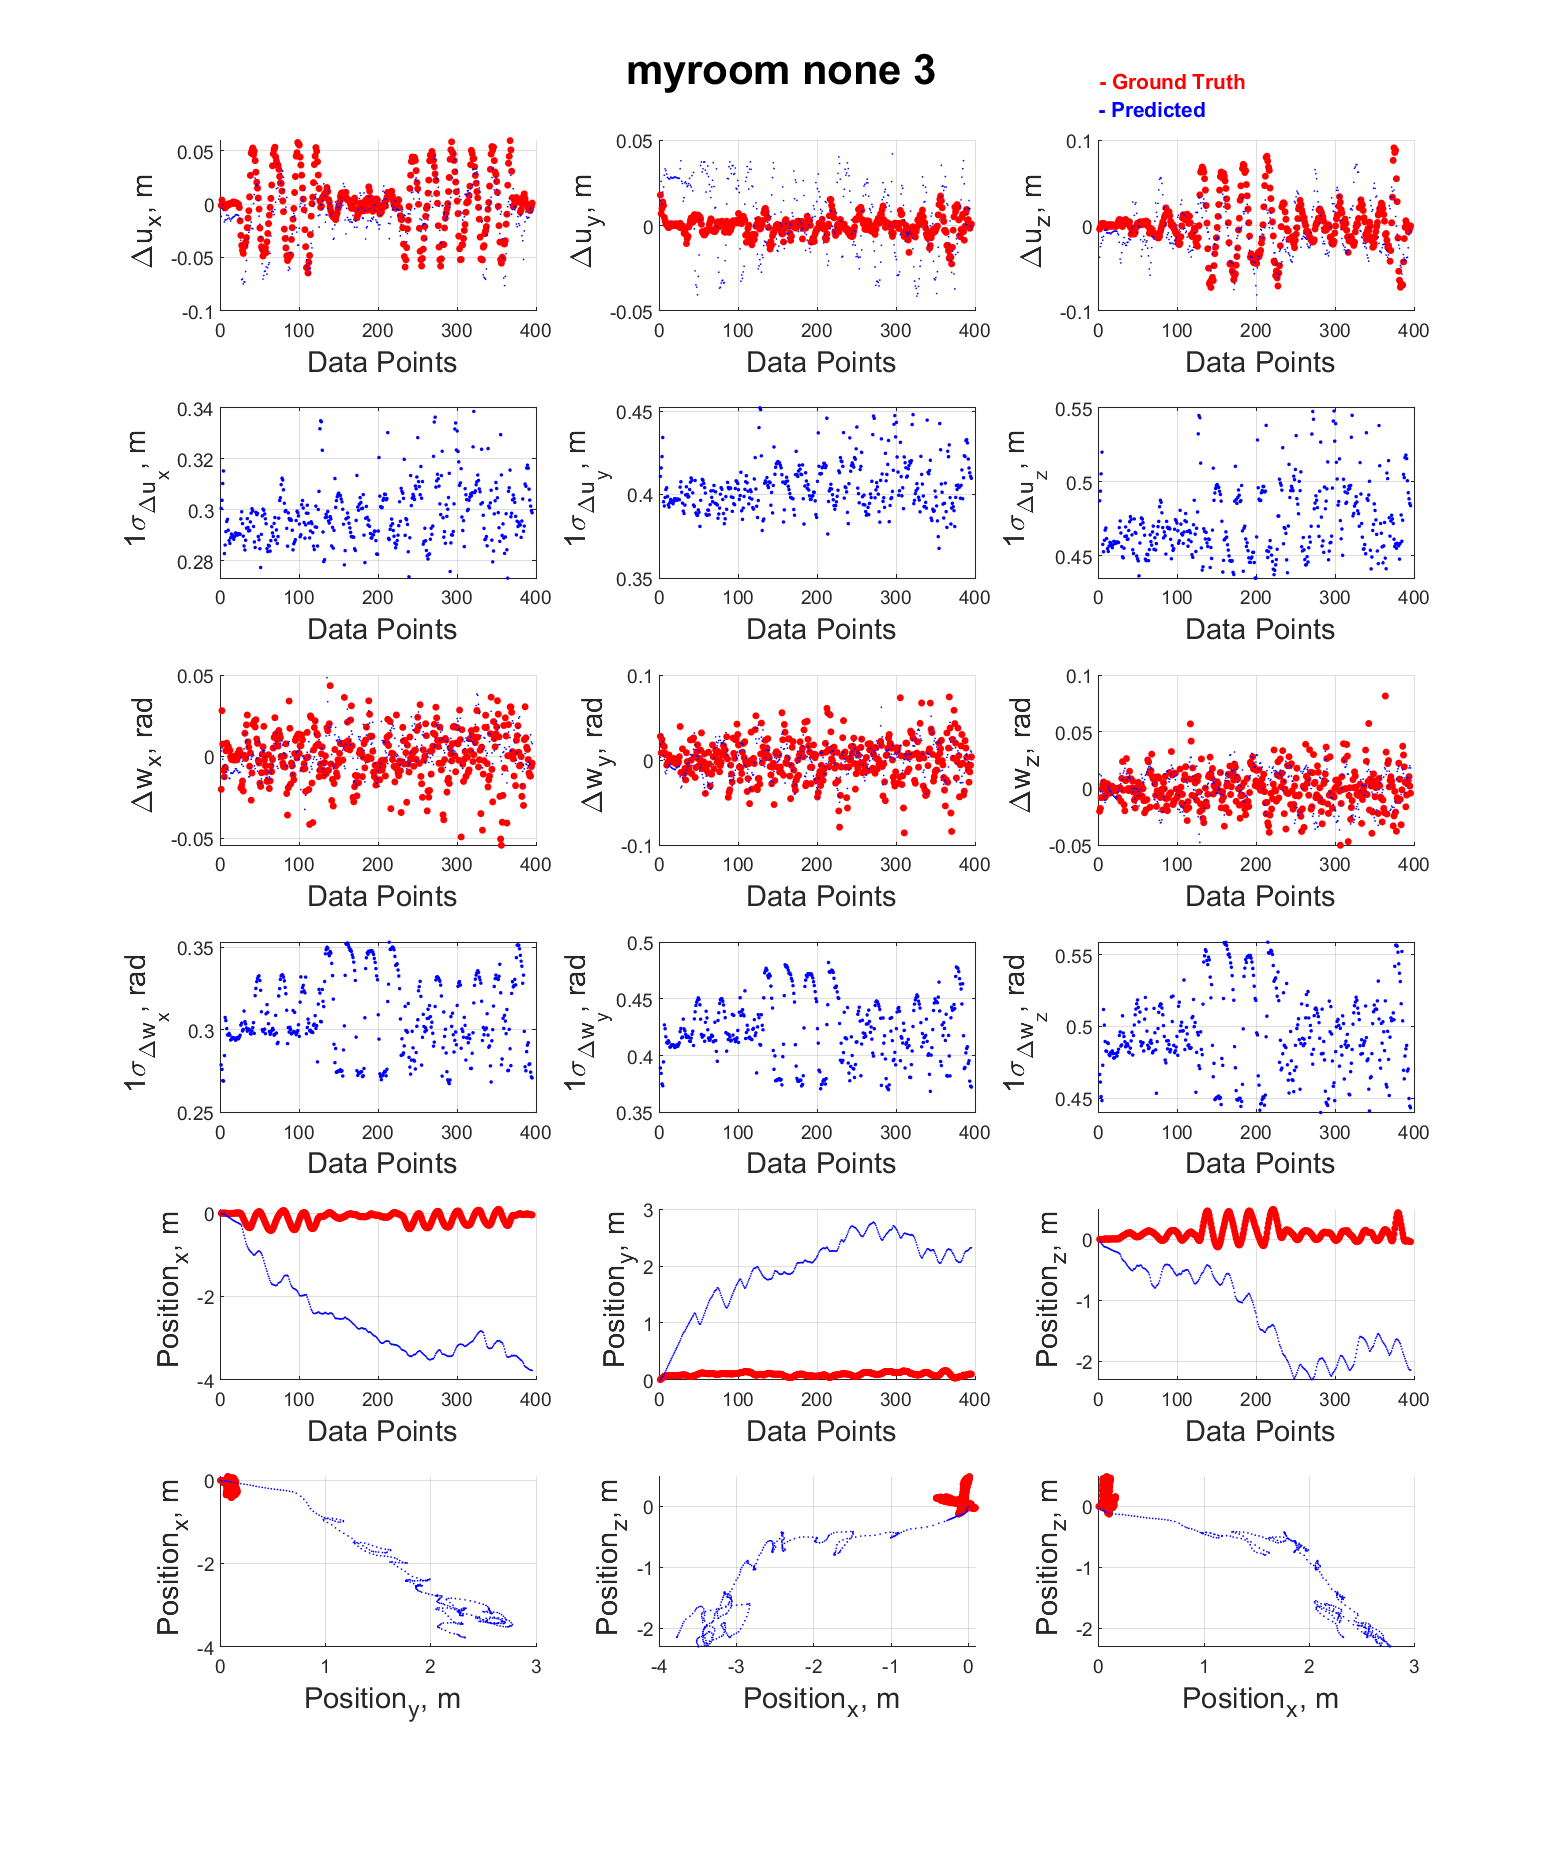 myroom none 3
- Ground Truth
- Predicted
0.05
0
-0.05
-0.1
Δu_x, m
0 100 200 300 400
Data Points
0.05
0
-0.05
Δu_y, m
0 100 200 300 400
Data Points
0.1
0
-0.1
Δu_z, m
0 100 200 300 400
Data Points
0.34
0.32
0.3
0.28
1σ_Δu_x, m
0 100 200 300 400
Data Points
0.45
0.4
0.35
1σ_Δu_y, m
0 100 200 300 400
Data Points
0.55
0.5
0.45
1σ_Δu_z, m
0 100 200 300 400
Data Points
0.05
0
-0.05
Δw_x, rad
0 100 200 300 400
Data Points
0.1
0
-0.1
Δw_y, rad
0 100 200 300 400
Data Points
0.1
0.05
0
-0.05
Δw_z, rad
0 100 200 300 400
Data Points
0.35
0.3
0.25
1σ_Δw_x, rad
0 100 200 300 400
Data Points
0.5
0.45
0.4
0.35
1σ_Δw_y, rad
0 100 200 300 400
Data Points
0.55
0.5
0.45
1σ_Δw_z, rad
0 100 200 300 400
Data Points
0
-2
-4
Position_x, m
0 100 200 300 400
Data Points
3
2
1
0
Position_y, m
0 100 200 300 400
Data Points
0
-1
-2
Position_z, m
0 100 200 300 400
Data Points
0
-2
-4
Position_x, m
0 1 2 3
Position_y, m
0
-1
-2
Position_z, m
-4 -3 -2 -1 0
Position_x, m
0
-1
-2
Position_z, m
0 1 2 3
Position_x, m